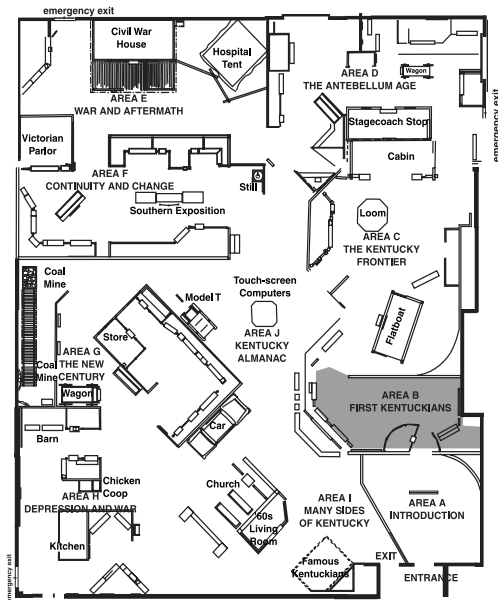 emergency exit
Civil War
House
Hospital
Tent
AREA D
THE ANTEBELLUM AGE
Wagon
AREA E
WAR AND AFTERMATH
Stagecoach Stop
emergency exit
Victorian
Parlor
Cabin
AREA F
CONTINUITY AND CHANGE
Still
Southern Exposition
Loom
AREA C
THE KENTUCKY
FRONTIER
Coal
Mine
Touch-screen
Computers
Model T
Flatboat
Store
AREA J
KENTUCKY
ALMANAC
AREA G
THE NEW
CENTURY
Coal
Mine
Wagon
AREA B
FIRST KENTUCKIANS
Car
Barn
Chicken
Coop
Church
AREA H
DEPRESSION AND WAR
'60s
Living
Room
AREA I
MANY SIDES
OF KENTUCKY
AREA A
INTRODUCTION
Kitchen
Famous
Kentuckians
EXIT
ENTRANCE
emergency exit